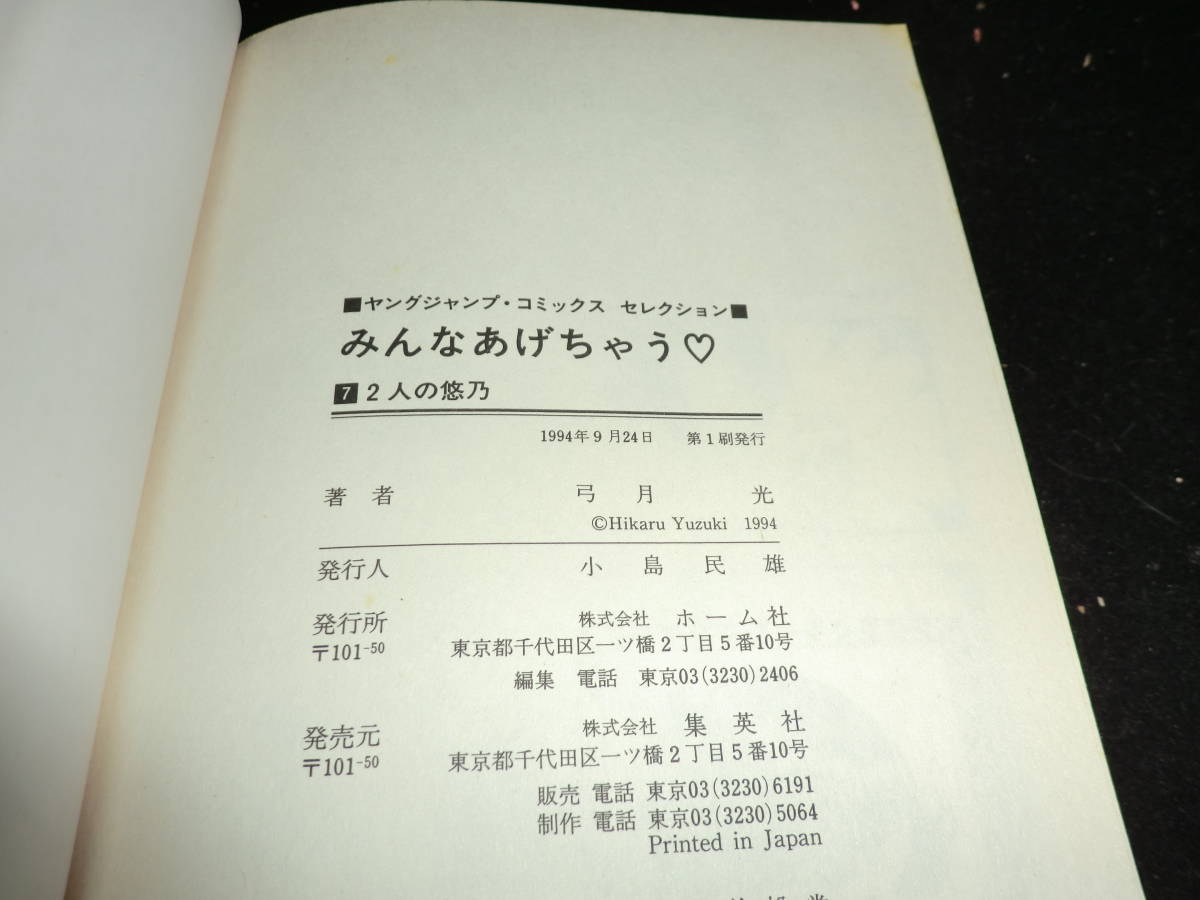 ■ヤングジャンプ・コミックス セレクション■
みんなあげちゃう♡
7 2人の悠乃
1994年9月24日 第1刷発行
著者 弓月光
©Hikaru Yuzuki 1994
発行人 小島民雄
発行所 株式会社 ホーム社
〒101-50 東京都千代田区一ツ橋2丁目5番10号
編集 電話 東京03(3230)2406
発売元 株式会社 集英社
〒101-50 東京都千代田区一ツ橋2丁目5番10号
販売 電話 東京03(3230)6191
制作 電話 東京03(3230)5064
Printed in Japan